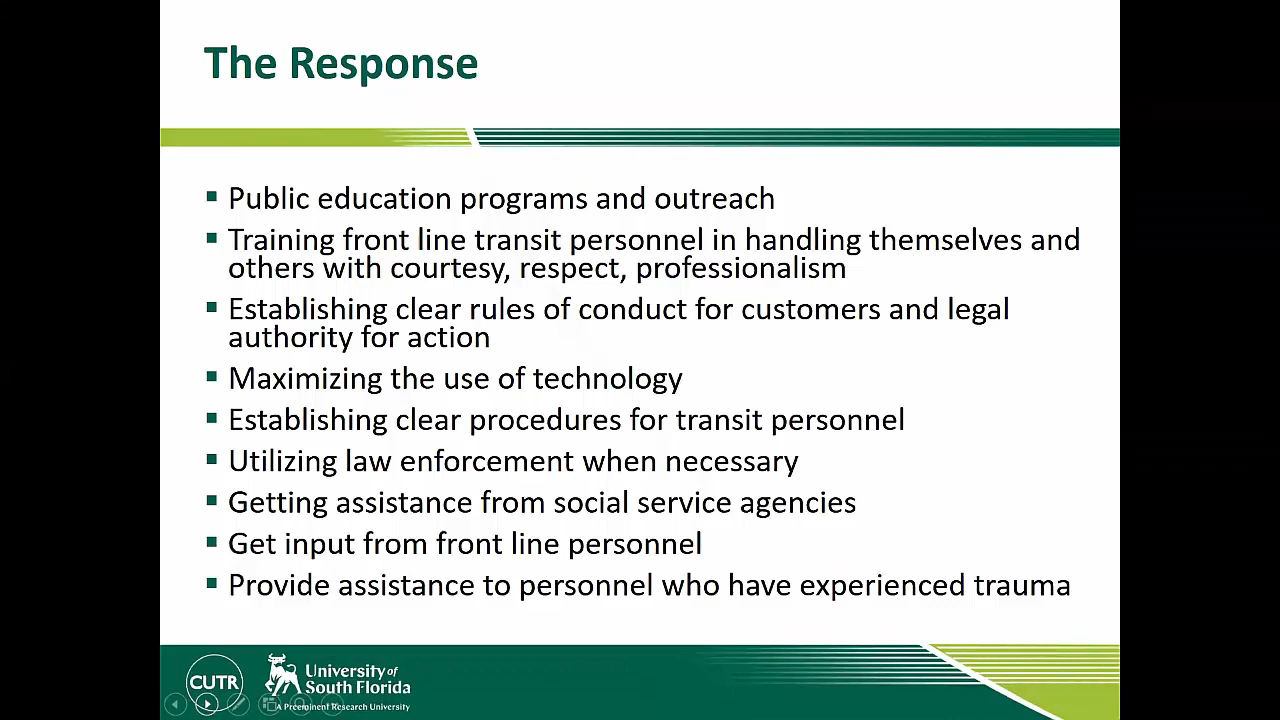 The Response
Public education programs and outreach
Training front line transit personnel in handling themselves and
others with courtesy, respect, professionalism
Establishing clear rules of conduct for customers and legal
authority for action
Maximizing the use of technology
Establishing clear procedures for transit personnel
Utilizing law enforcement when necessary
Getting assistance from social service agencies
Get input from front line personnel
Provide assistance to personnel who have experienced trauma
CUTR
University of
South Florida
A Preeminent Research University